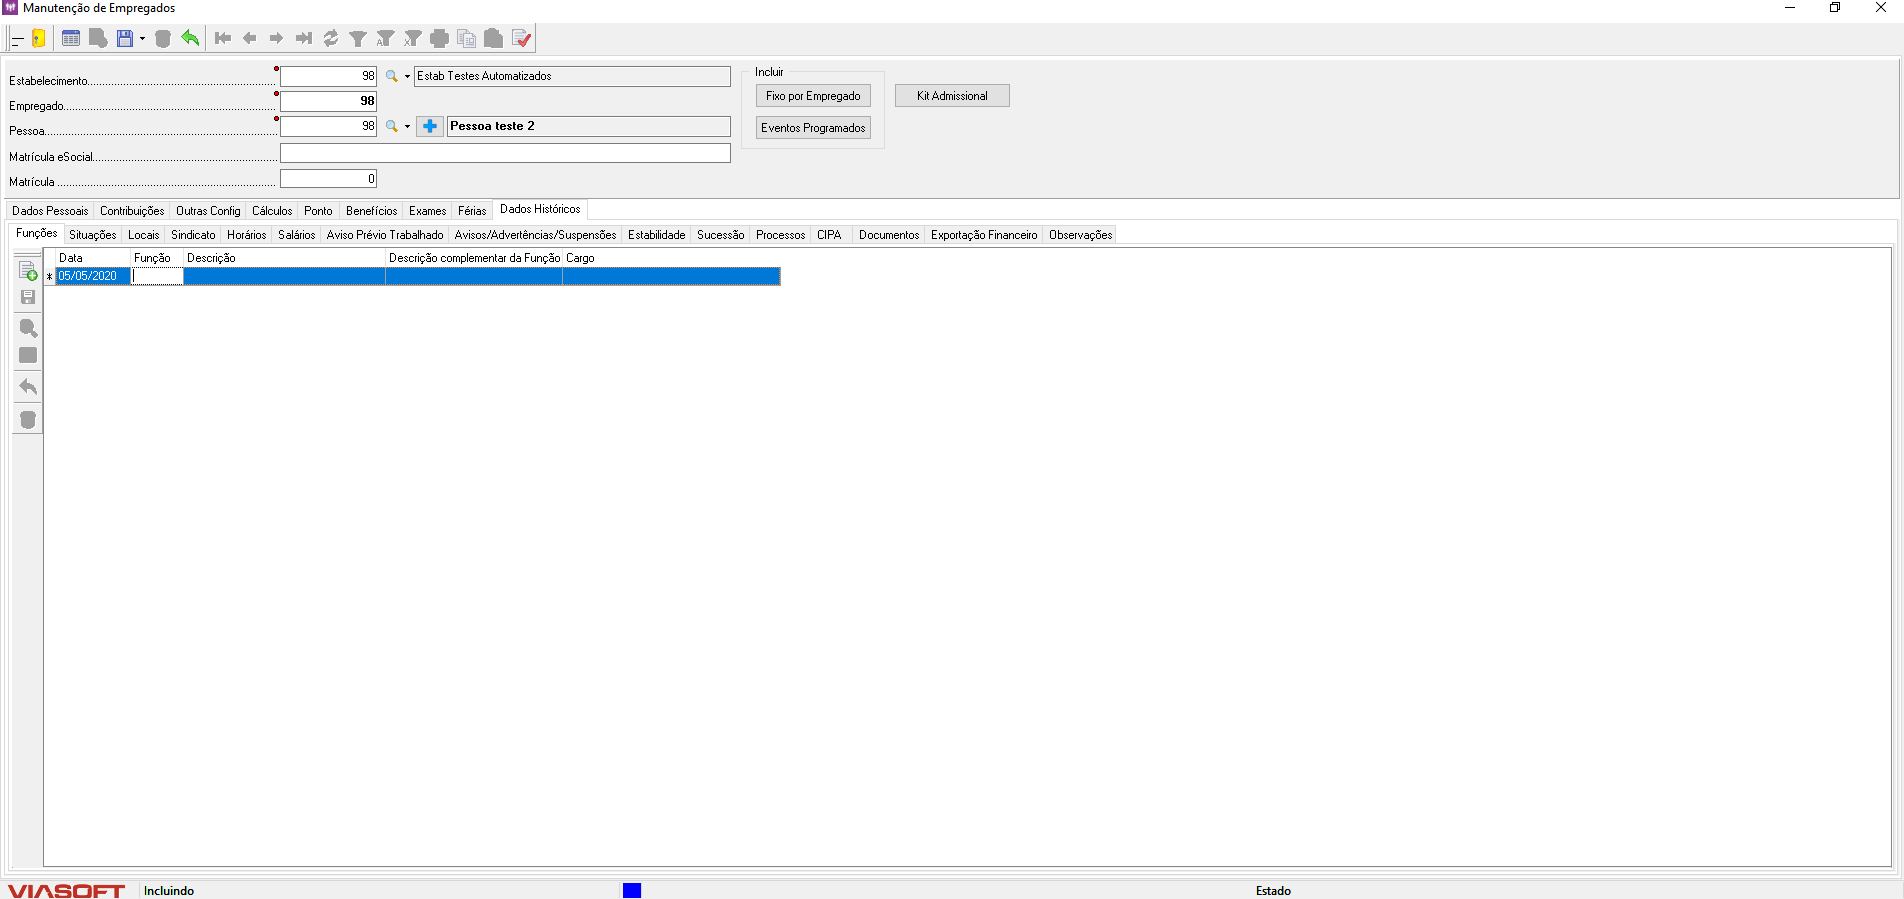 Manutenção de Empregados
Estabelecimento 98 Estab Testes Automatizados
Empregado 98
Pessoa 98 Pessoa teste 2
Matrícula eSocial
Matrícula 0
Incluir
Fixo por Empregado
Eventos Programados
Kit Admissional
Dados Pessoais Contribuições Outras Config Cálculos Ponto Benefícios Exames Férias Dados Históricos
Funções Situações Locais Sindicato Horários Salários Aviso Prévio Trabalhado Avisos/Advertências/Suspensões Estabilidade Sucessão Processos CIPA Documentos Exportação Financeiro Observações
Data Função Descrição Descrição complementar da Função Cargo
* 05/05/2020
VIASOFT Incluindo Estado